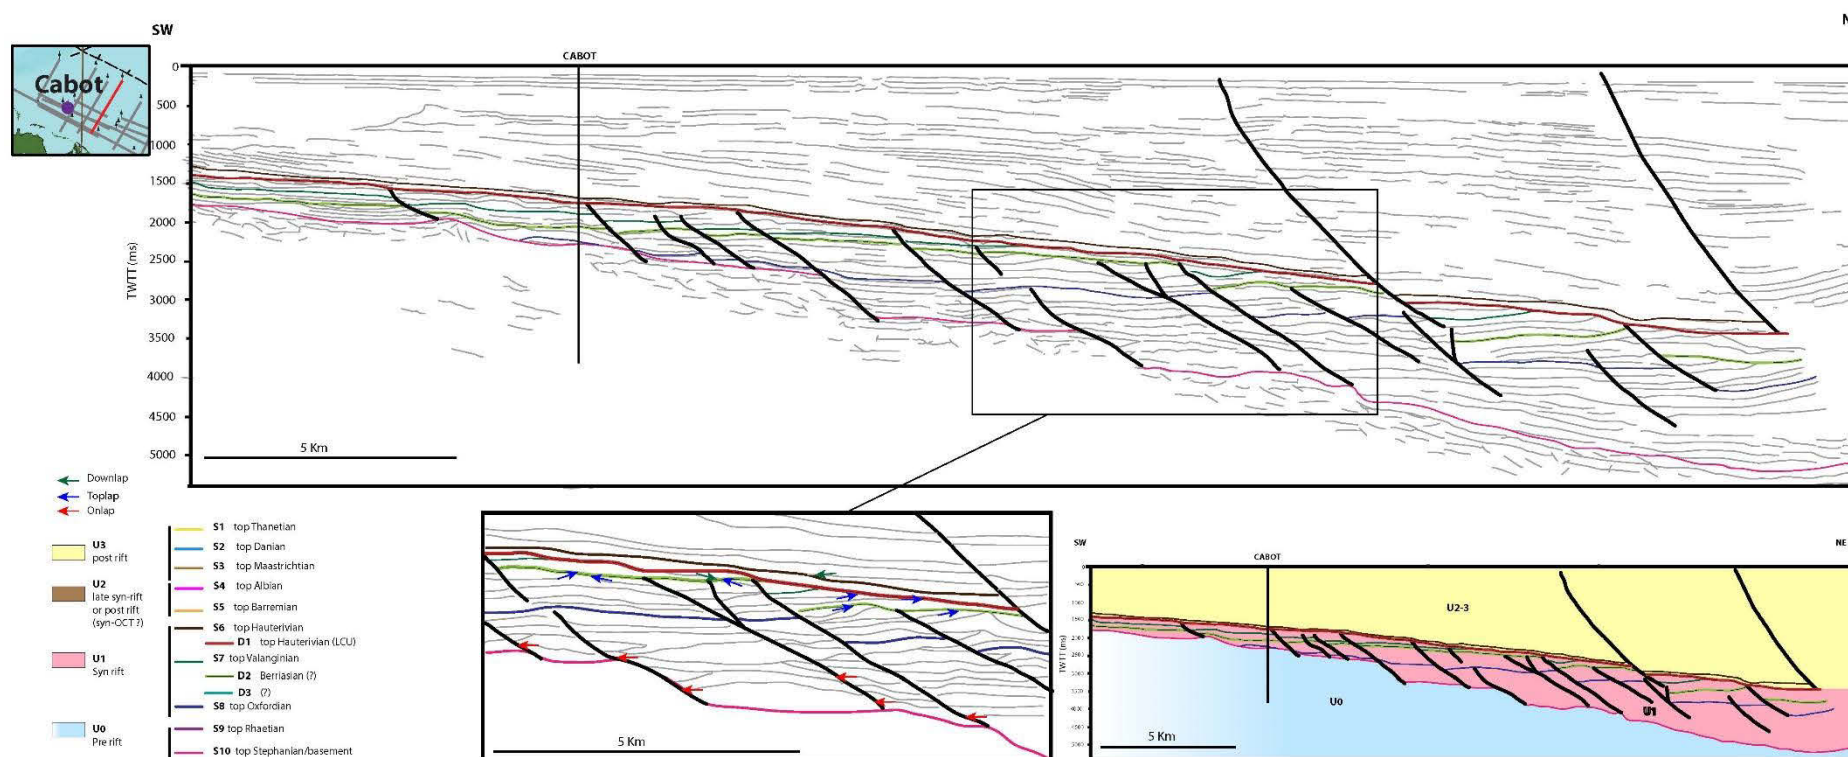 SW
N
Cabot
CABOT
0
500
1000
1500
2000
2500
3000
3500
4000
4500
5000
TWTT (ms)
5 Km
Downlap
Toplap
Onlap
U3
post rift
U2
late syn-rift
or post rift
(syn-OCT ?)
U1
Syn rift
U0
Pre rift
S1 top Thanetian
S2 top Danian
S3 top Maastrichtian
S4 top Albian
S5 top Barremian
S6 top Hauterivian
D1 top Hauterivian (LCU)
S7 top Valanginian
D2 Berriasian (?)
D3 (?)
S8 top Oxfordian
S9 top Rhaetian
S10 top Stephanian/basement
5 Km
SW
NE
CABOT
U2-3
U0
U1
TWTT (ms)
5 Km